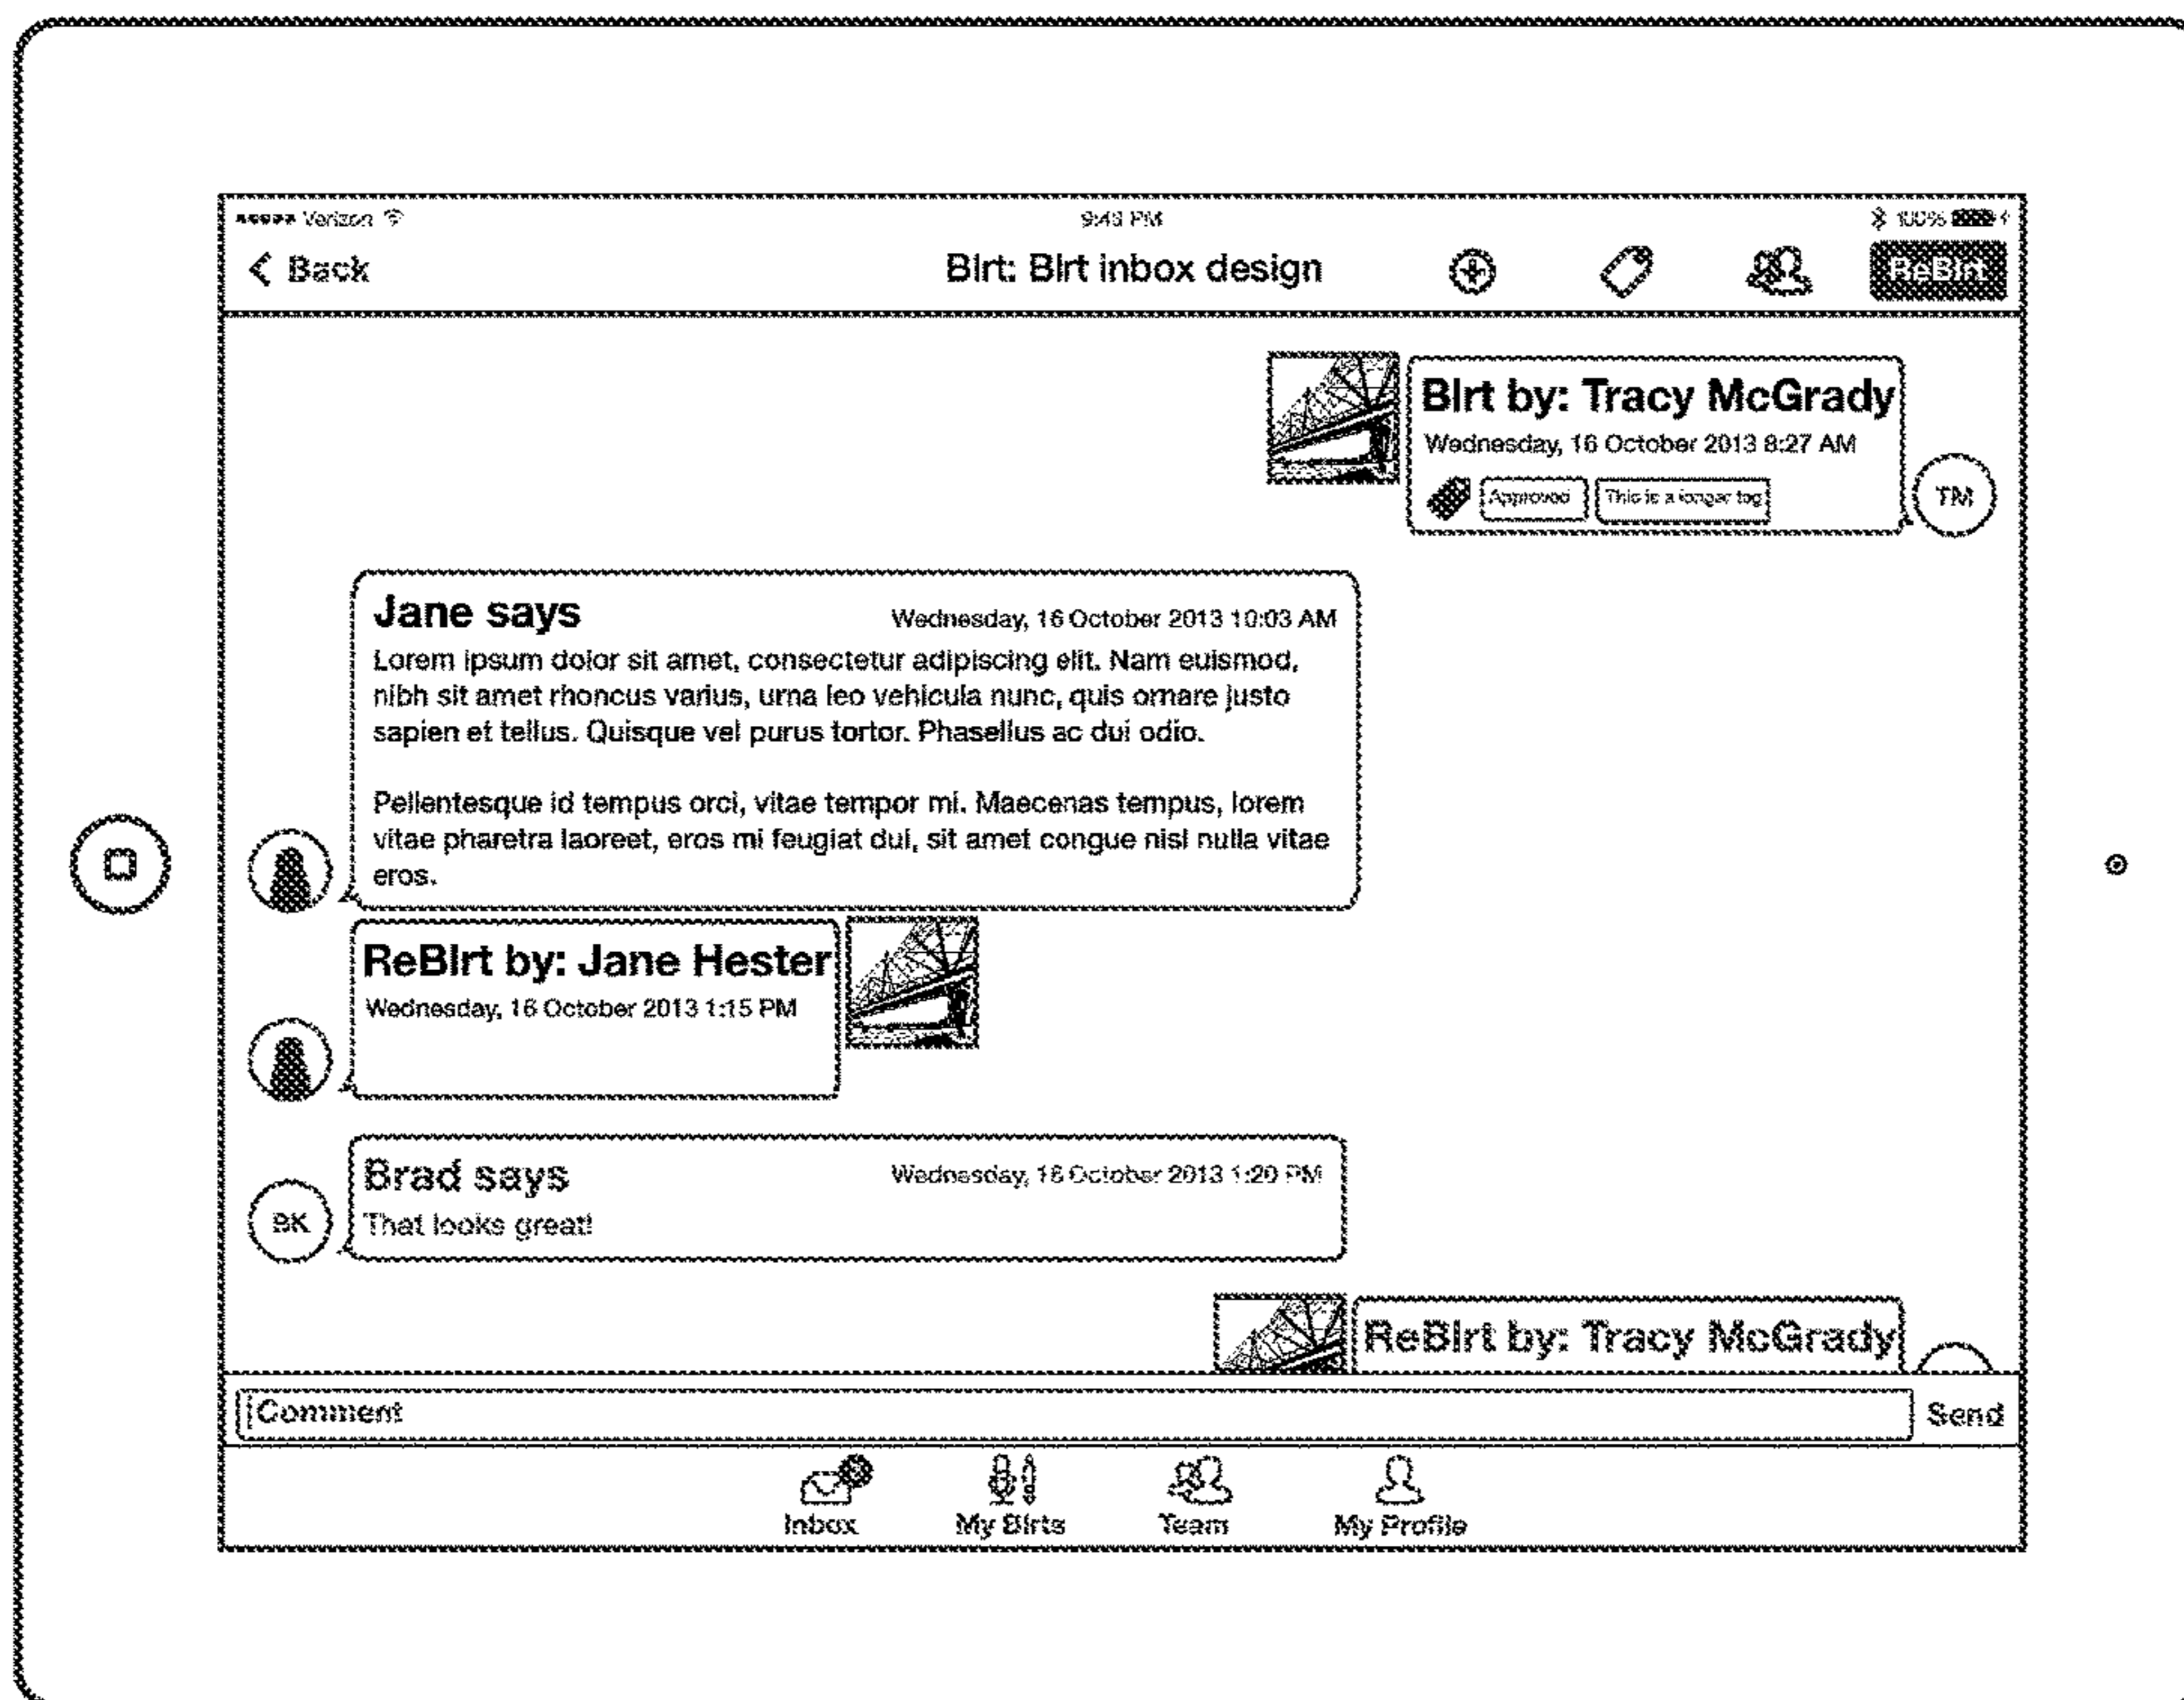 Verizon
9:43 PM
100%
Back
Blrt: Blrt inbox design
ReBlrt
Blrt by: Tracy McGrady
Wednesday, 16 October 2013 8:27 AM
Approved
This is a longer tag
TM
Jane says
Wednesday, 16 October 2013 10:03 AM
Lorem ipsum dolor sit amet, consectetur adipiscing elit. Nam euismod,
nibh sit amet rhoncus varius, urna leo vehicula nunc, quis ornare justo
sapien et tellus. Quisque vel purus tortor. Phasellus ac dui odio.
Pellentesque id tempus orci, vitae tempor mi. Maecenas tempus, lorem
vitae pharetra laoreet, eros mi feugiat dui, sit amet congue nisl nulla vitae
eros.
ReBlrt by: Jane Hester
Wednesday, 16 October 2013 1:15 PM
Brad says
Wednesday, 16 October 2013 1:20 PM
BK
That looks great!
ReBlrt by: Tracy McGrady
Comment
Send
Inbox
My Blrts
Team
My Profile